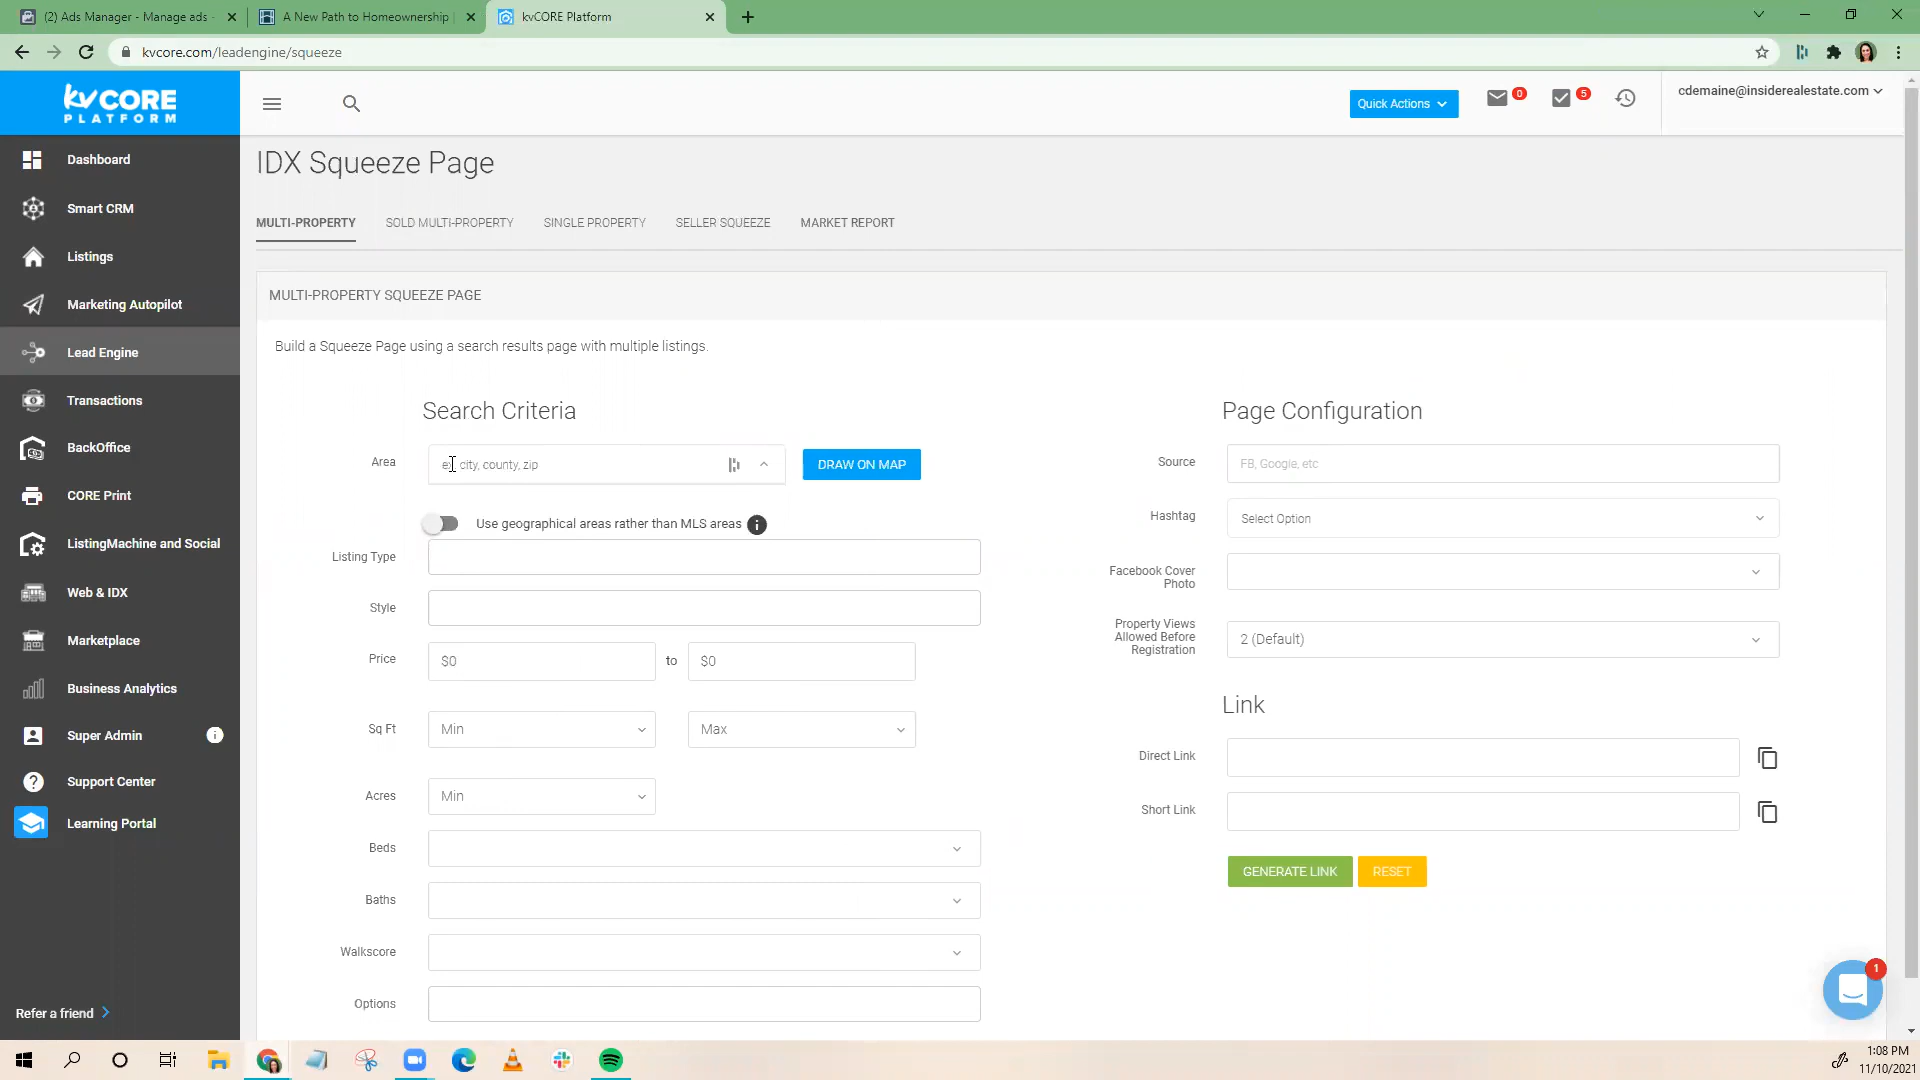 (2) Ads Manager - Manage ads -
A New Path to Homeownership |
kvCORE Platform
kvcore.com/leadengine/squeeze
kvCORE
PLATFORM
Quick Actions
0
5
cdemaine@insiderealestate.com
Dashboard
Smart CRM
Listings
Marketing Autopilot
Lead Engine
Transactions
BackOffice
CORE Print
ListingMachine and Social
Web & IDX
Marketplace
Business Analytics
Super Admin
Support Center
Learning Portal
Refer a friend
IDX Squeeze Page
MULTI-PROPERTY SOLD MULTI-PROPERTY SINGLE PROPERTY SELLER SQUEEZE MARKET REPORT
MULTI-PROPERTY SQUEEZE PAGE
Build a Squeeze Page using a search results page with multiple listings.
Search Criteria
Area
city, county, zip
DRAW ON MAP
Use geographical areas rather than MLS areas
Listing Type
Style
Price
$0 to $0
Sq Ft
Min
Max
Acres
Min
Beds
Baths
Walkscore
Options
Page Configuration
Source
FB, Google, etc
Hashtag
Select Option
Facebook Cover
Photo
Property Views
Allowed Before
Registration
2 (Default)
Link
Direct Link
Short Link
GENERATE LINK
RESET
1
1:08 PM
11/10/2021